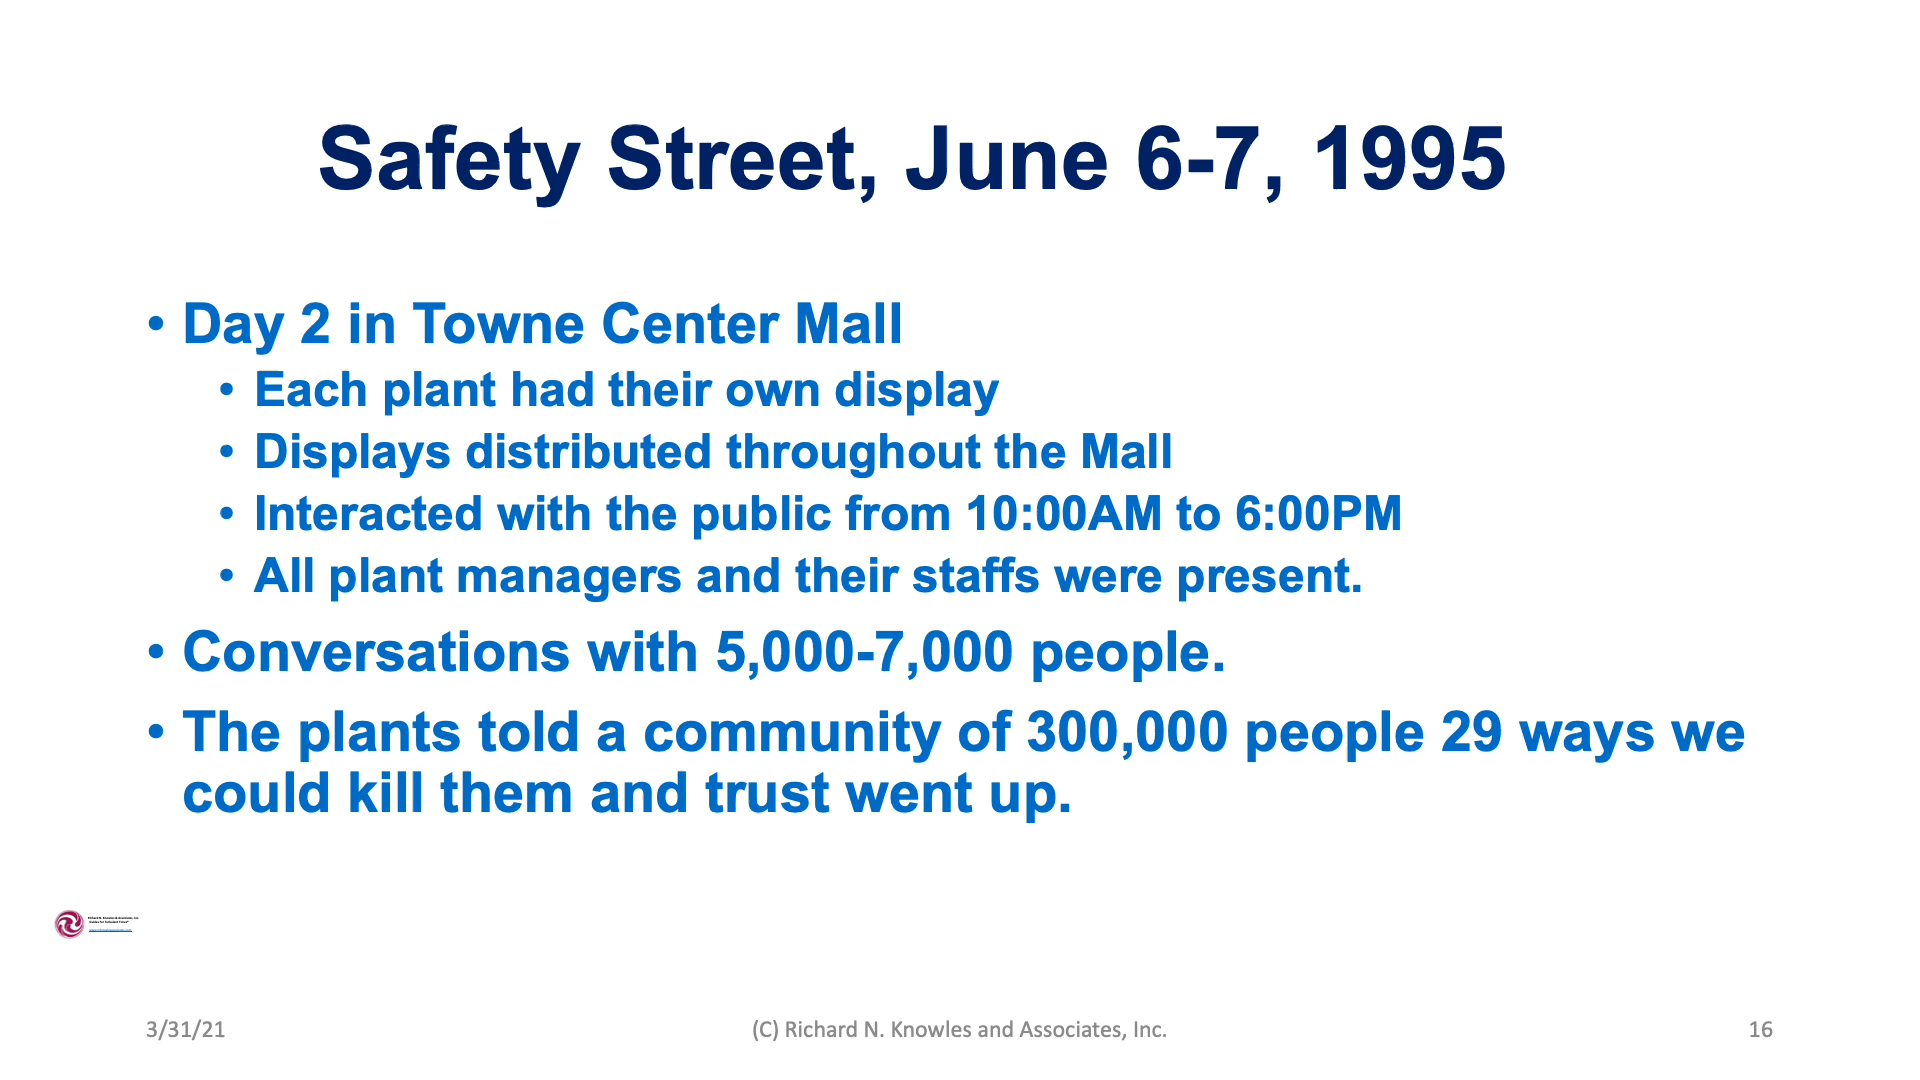 Safety Street, June 6-7, 1995
• Day 2 in Towne Center Mall
• Each plant had their own display
• Displays distributed throughout the Mall
• Interacted with the public from 10:00AM to 6:00PM
• All plant managers and their staffs were present.
• Conversations with 5,000-7,000 people.
• The plants told a community of 300,000 people 29 ways we
could kill them and trust went up.
3/31/21
(C) Richard N. Knowles and Associates, Inc.
16